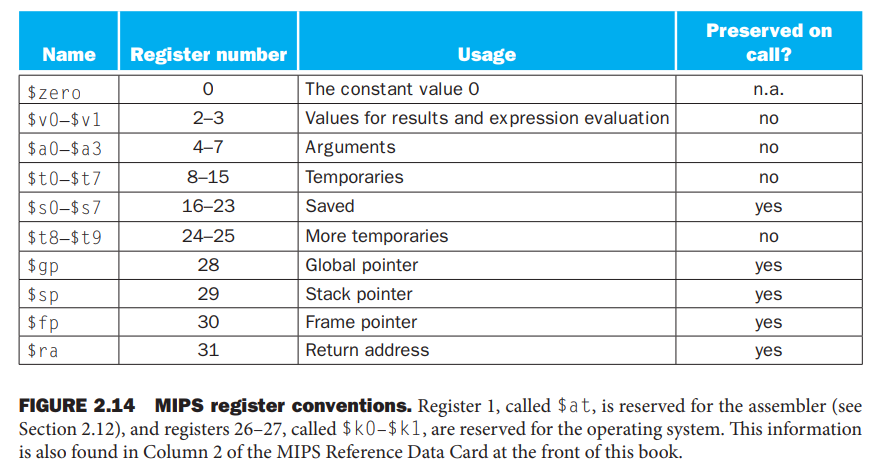 Name Register number Usage Preserved on call?
$zero 0 The constant value 0 n.a.
$v0–$v1 2–3 Values for results and expression evaluation no
$a0–$a3 4–7 Arguments no
$t0–$t7 8–15 Temporaries no
$s0–$s7 16–23 Saved yes
$t8–$t9 24–25 More temporaries no
$gp 28 Global pointer yes
$sp 29 Stack pointer yes
$fp 30 Frame pointer yes
$ra 31 Return address yes
FIGURE 2.14 MIPS register conventions. Register 1, called $at, is reserved for the assembler (see
Section 2.12), and registers 26–27, called $k0–$k1, are reserved for the operating system. This information
is also found in Column 2 of the MIPS Reference Data Card at the front of this book.